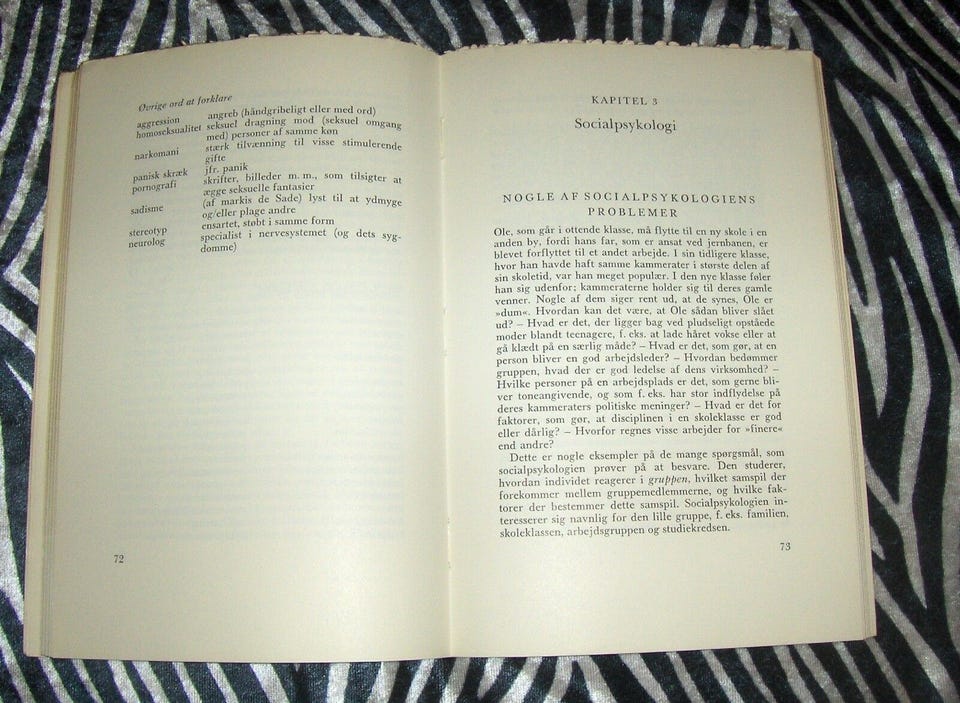 Øvrige ord at forklare
aggression angreb (håndgribeligt eller med ord)
homoseksualitet seksuel dragning mod (seksuel omgang
med) personer af samme køn
narkomani stærk tilvænning til visse stimulerende
gifte
panisk skræk jfr. panik
pornografi skrifter, billeder m. m., som tilsigter at
ægge seksuelle fantasier
sadisme (af markis de Sade) lyst til at ydmyge
og/eller plage andre
stereotyp ensartet, støbt i samme form
neurolog specialist i nervesystemet (og dets syg-
domme)
72
KAPITEL 3
Socialpsykologi
NOGLE AF SOCIALPSYKOLOGIENS
PROBLEMER
Ole, som går i ottende klasse, må flytte til en ny skole i en
anden by, fordi hans far, som er ansat ved jernbanen, er
blevet forflyttet til et andet arbejde. I sin tidligere klasse,
hvor han havde haft samme kammerater i største delen af
sin skoletid, var han meget populær. I den nye klasse føler
han sig udenfor; kammeraterne holder sig til deres gamle
venner. Nogle af dem siger rent ud, at de synes, Ole er
»dum«. Hvordan kan det være, at Ole sådan bliver slået
ud? – Hvad er det, der ligger bag ved pludseligt opståede
moder blandt teenagere, f. eks. at lade håret vokse eller at
gå klædt på en særlig måde? – Hvad er det, som gør, at en
person bliver en god arbejdsleder? – Hvordan bedømmer
gruppen, hvad der er god ledelse af dens virksomhed? –
Hvilke personer på en arbejdsplads er det, som gerne bli-
ver toneangivende, og som f. eks. har stor indflydelse på
deres kammeraters politiske meninger? – Hvad er det for
faktorer, som gør, at disciplinen i en skoleklasse er god
eller dårlig? – Hvorfor regnes visse arbejder for »finere«
end andre?
Dette er nogle eksempler på de mange spørgsmål, som
socialpsykologien prøver på at besvare. Den studerer,
hvordan individet reagerer i gruppen, hvilket samspil der
forekommer mellem gruppemedlemmerne, og hvilke fak-
torer der bestemmer dette samspil. Socialpsykologien in-
teresserer sig navnlig for den lille gruppe, f. eks. familien,
skoleklassen, arbejdsgruppen og studiekredsen.
73